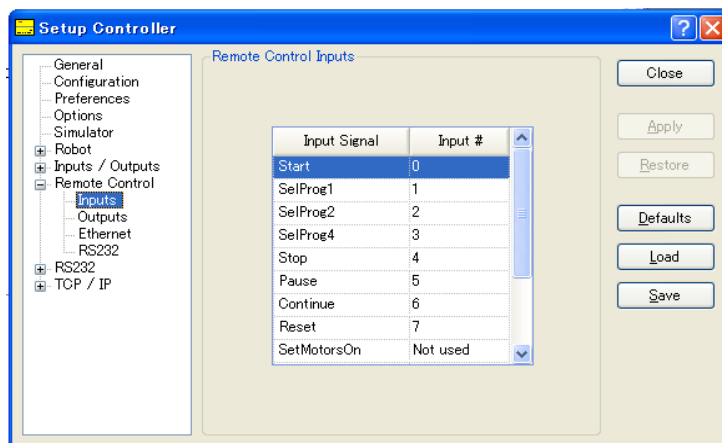 Setup Controller
General
Configuration
Preferences
Options
Simulator
Robot
Inputs / Outputs
Remote Control
Inputs
Outputs
Ethernet
RS232
RS232
TCP / IP
Remote Control Inputs
Input Signal Input #
Start 0
SelProg1 1
SelProg2 2
SelProg4 3
Stop 4
Pause 5
Continue 6
Reset 7
SetMotorsOn Not used
Close
Apply
Restore
Defaults
Load
Save